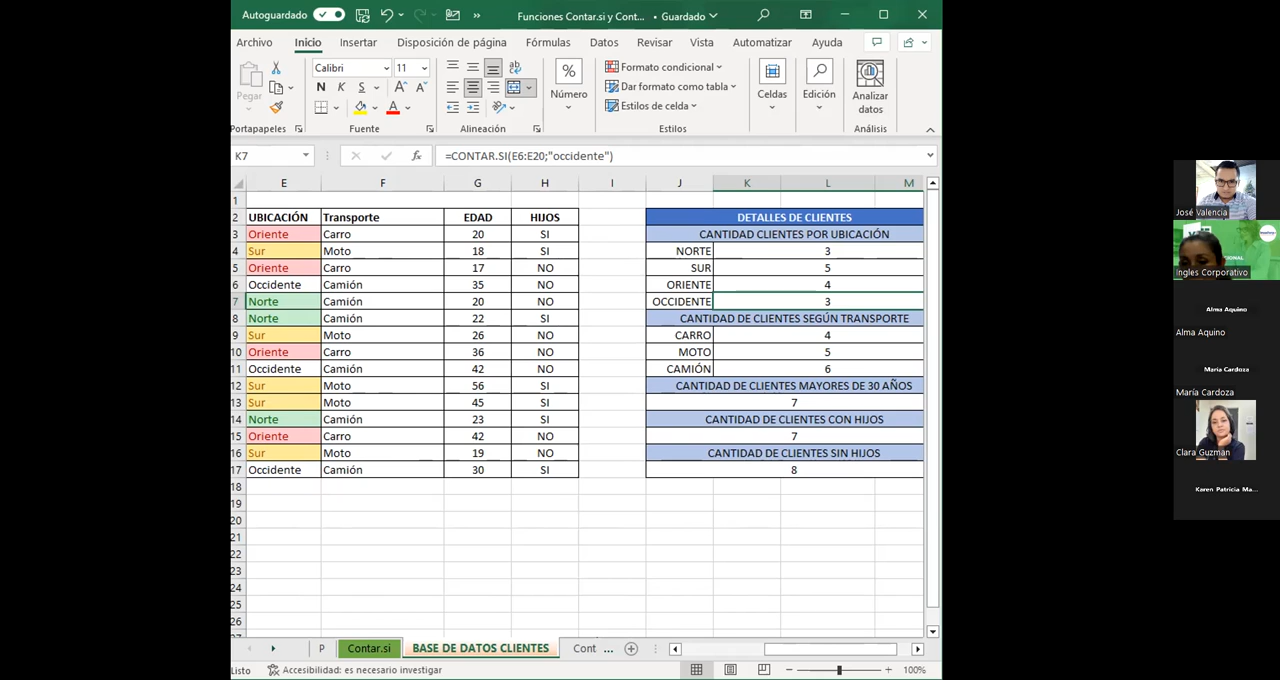 Autoguardado
Funciones Contar.si y Cont... • Guardado
Archivo Inicio Insertar Disposición de página Fórmulas Datos Revisar Vista Automatizar Ayuda
Pegar
Portapapeles
Calibri 11
N K S A A
A
Fuente
ab
Alineación
%
Número
Formato condicional
Dar formato como tabla
Estilos de celda
Estilos
Celdas
Edición
Analizar datos
Análisis
K7 fx =CONTAR.SI(E6:E20;"occidente")
E F G H I J K L M
1
2 UBICACIÓN Transporte EDAD HIJOS DETALLES DE CLIENTES
3 Oriente Carro 20 SI CANTIDAD CLIENTES POR UBICACIÓN
4 Sur Moto 18 SI NORTE 3
5 Oriente Carro 17 NO SUR 5
6 Occidente Camión 35 NO ORIENTE 4
7 Norte Camión 20 NO OCCIDENTE 3
8 Norte Camión 22 SI CANTIDAD DE CLIENTES SEGÚN TRANSPORTE
9 Sur Moto 26 NO CARRO 4
10 Oriente Carro 36 NO MOTO 5
11 Occidente Camión 42 NO CAMIÓN 6
12 Sur Moto 56 SI CANTIDAD DE CLIENTES MAYORES DE 30 AÑOS
13 Sur Moto 45 SI 7
14 Norte Camión 23 SI CANTIDAD DE CLIENTES CON HIJOS
15 Oriente Carro 42 NO 7
16 Sur Moto 19 NO CANTIDAD DE CLIENTES SIN HIJOS
17 Occidente Camión 30 SI 8
18
19
20
21
22
23
24
25
26
P Contar.si BASE DE DATOS CLIENTES Cont ...
Listo Accesibilidad: es necesario investigar 100%
José Valencia
Ingles Corporativo
Alma Aquino
Alma Aquino
Maria Cardoza
María Cardoza
Clara Guzman
Karen Patricia Ma...